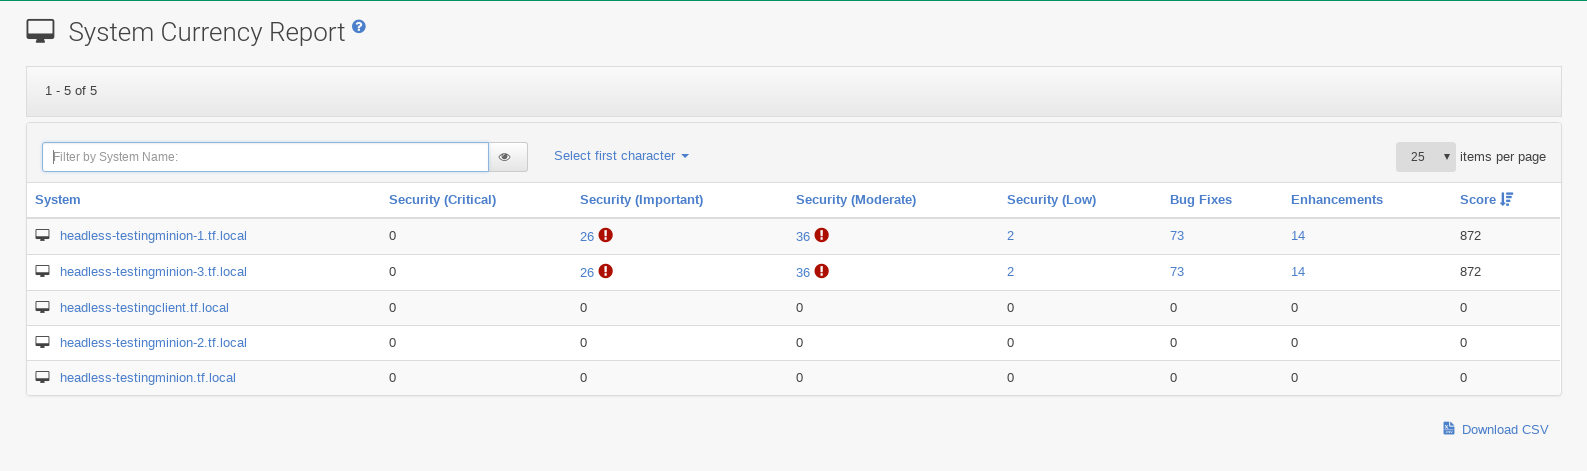 System Currency Report
1 - 5 of 5
Filter by System Name:
Select first character
25 items per page
System Security (Critical) Security (Important) Security (Moderate) Security (Low) Bug Fixes Enhancements Score
headless-testingminion-1.tf.local 0 26 36 2 73 14 872
headless-testingminion-3.tf.local 0 26 36 2 73 14 872
headless-testingclient.tf.local 0 0 0 0 0 0 0
headless-testingminion-2.tf.local 0 0 0 0 0 0 0
headless-testingminion.tf.local 0 0 0 0 0 0 0
Download CSV